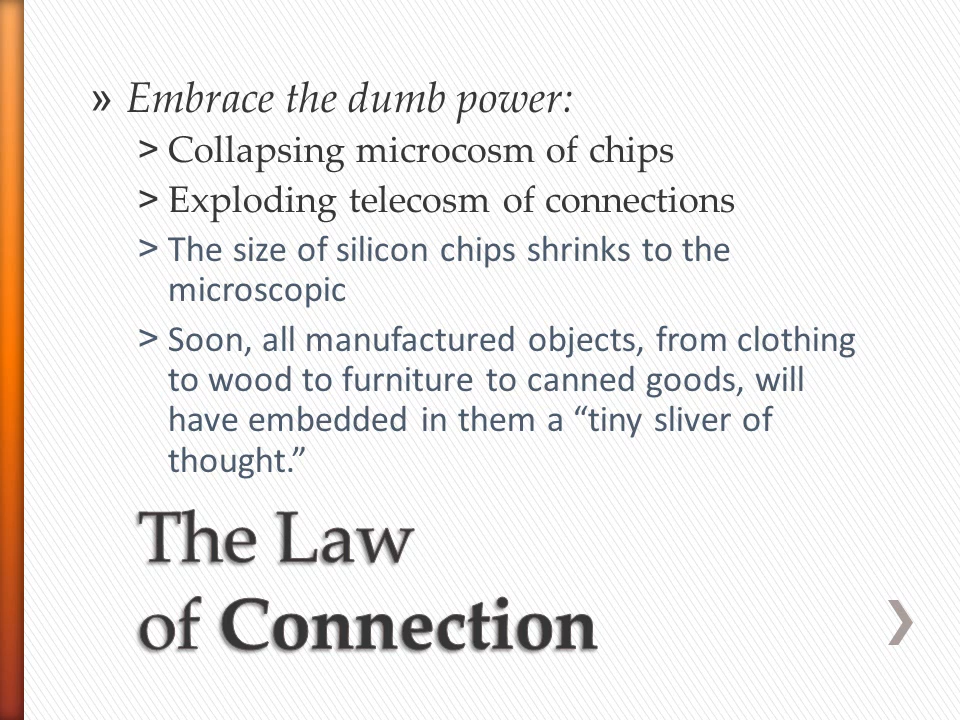 » Embrace the dumb power:
> Collapsing microcosm of chips
> Exploding telecosm of connections
> The size of silicon chips shrinks to the
microscopic
> Soon, all manufactured objects, from clothing
to wood to furniture to canned goods, will
have embedded in them a “tiny sliver of
thought.”
The Law
of Connection